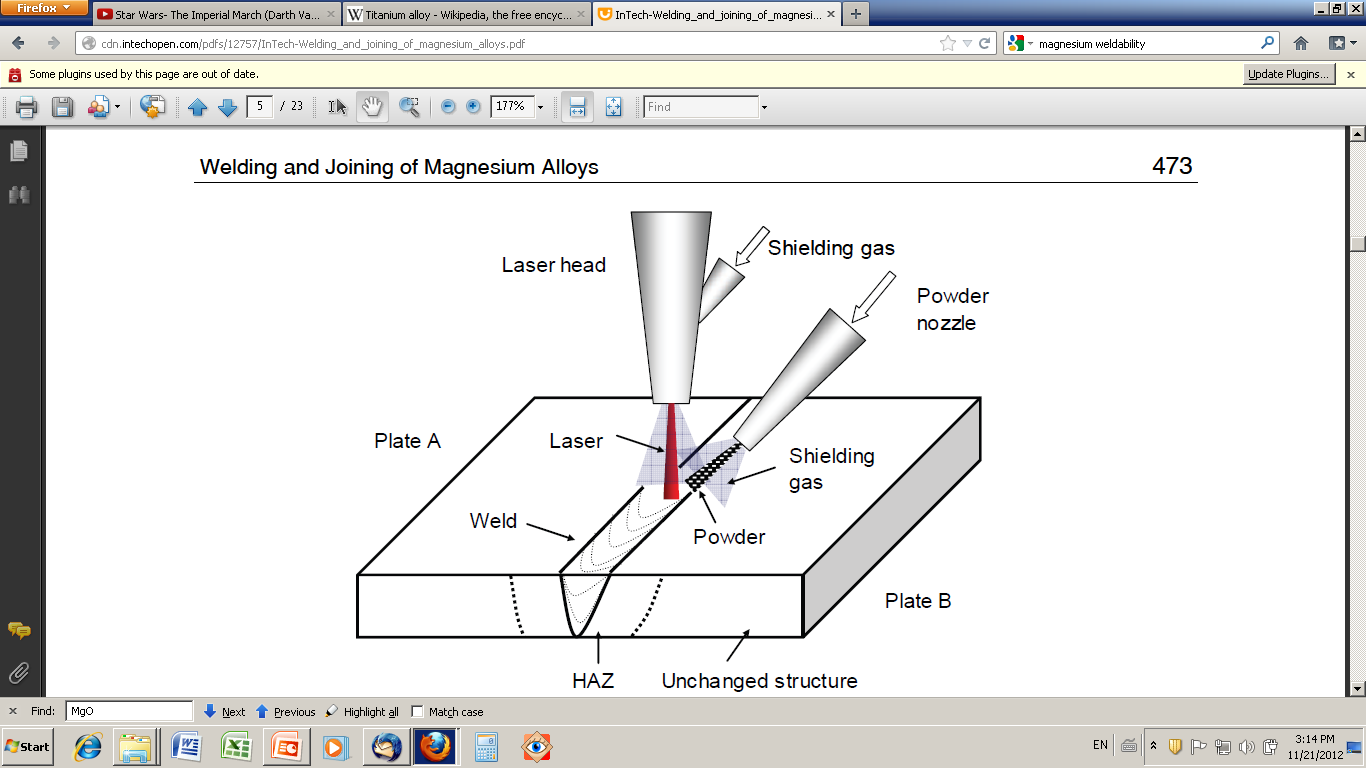 Firefox
Star Wars- The Imperial March (Darth Va...
Titanium alloy - Wikipedia, the free encyc...
InTech-Welding_and_joining_of_magnesi...
cdn.intechopen.com/pdfs/12757/InTech-Welding_and_joining_of_magnesium_alloys.pdf
magnesium weldability
Some plugins used by this page are out of date.
Update Plugins...
5 / 23
177%
Find
Welding and Joining of Magnesium Alloys
473
Laser head
Shielding gas
Powder
nozzle
Plate A
Laser
Shielding
gas
Weld
Powder
Plate B
HAZ
Unchanged structure
Find: MgO
Next
Previous
Highlight all
Match case
Start
EN
3:14 PM
11/21/2012